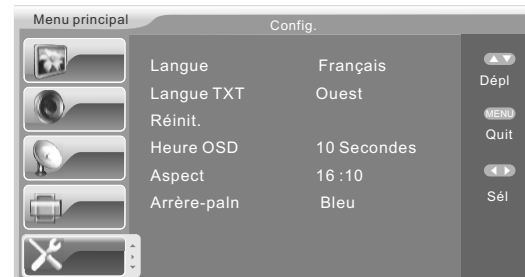 Menu principal
Config.
Langue Français
Langue TXT Ouest
Réinit.
Heure OSD 10 Secondes
Aspect 16 :10
Arrère-paln Bleu
Dépl
MENU
Quit
Sél